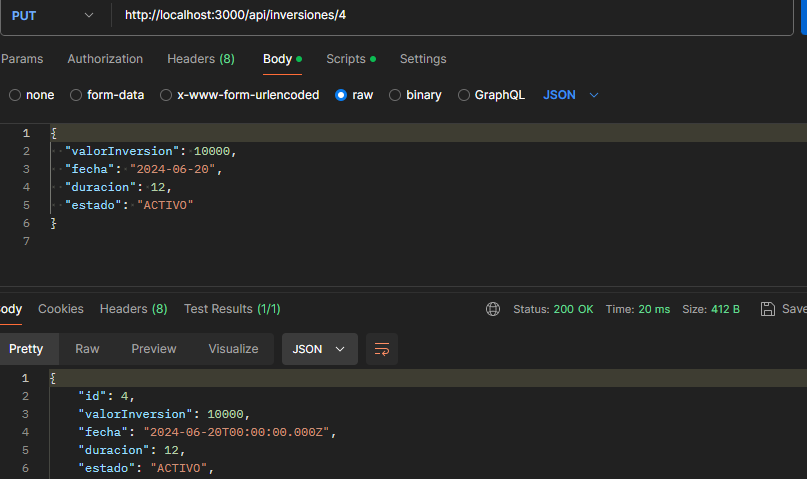 PUT http://localhost:3000/api/inversiones/4
Params Authorization Headers (8) Body Scripts Settings
none form-data x-www-form-urlencoded raw binary GraphQL JSON
1 {
2 "valorInversion": 10000,
3 "fecha": "2024-06-20",
4 "duracion": 12,
5 "estado": "ACTIVO"
6 }
7
ody Cookies Headers (8) Test Results (1/1) Status: 200 OK Time: 20 ms Size: 412 B Save
Pretty Raw Preview Visualize JSON
1 {
2 "id": 4,
3 "valorInversion": 10000,
4 "fecha": "2024-06-20T00:00:00.000Z",
5 "duracion": 12,
6 "estado": "ACTIVO",